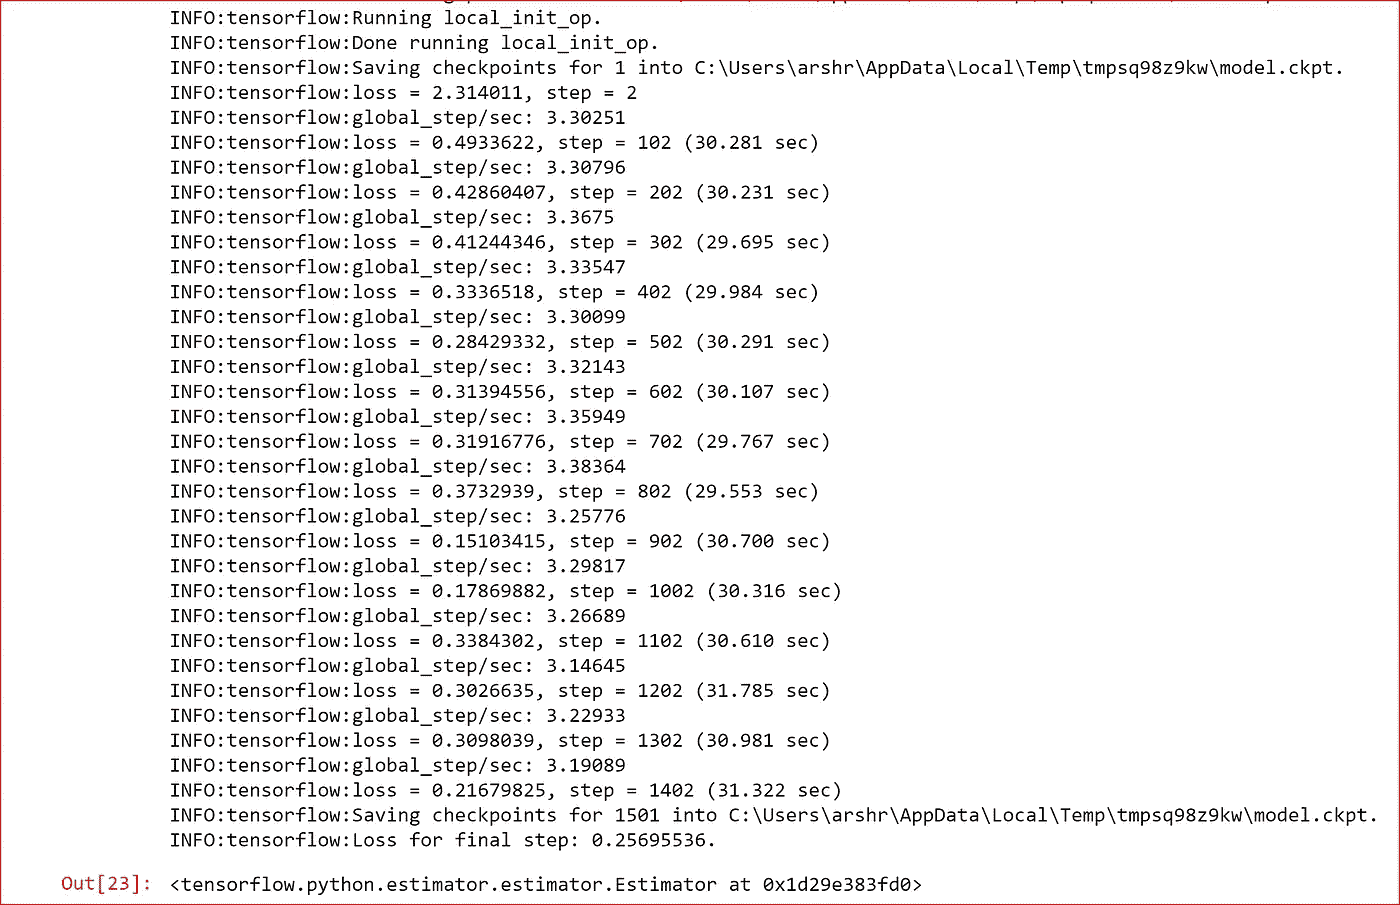 INFO:tensorflow:Running local_init_op.
INFO:tensorflow:Done running local_init_op.
INFO:tensorflow:Saving checkpoints for 1 into C:\Users\arshr\AppData\Local\Temp\tmpsq98z9kw\model.ckpt.
INFO:tensorflow:loss = 2.314011, step = 2
INFO:tensorflow:global_step/sec: 3.30251
INFO:tensorflow:loss = 0.4933622, step = 102 (30.281 sec)
INFO:tensorflow:global_step/sec: 3.30796
INFO:tensorflow:loss = 0.42860407, step = 202 (30.231 sec)
INFO:tensorflow:global_step/sec: 3.3675
INFO:tensorflow:loss = 0.41244346, step = 302 (29.695 sec)
INFO:tensorflow:global_step/sec: 3.33547
INFO:tensorflow:loss = 0.3336518, step = 402 (29.984 sec)
INFO:tensorflow:global_step/sec: 3.30099
INFO:tensorflow:loss = 0.28429332, step = 502 (30.291 sec)
INFO:tensorflow:global_step/sec: 3.32143
INFO:tensorflow:loss = 0.31394556, step = 602 (30.107 sec)
INFO:tensorflow:global_step/sec: 3.35949
INFO:tensorflow:loss = 0.31916776, step = 702 (29.767 sec)
INFO:tensorflow:global_step/sec: 3.38364
INFO:tensorflow:loss = 0.3732939, step = 802 (29.553 sec)
INFO:tensorflow:global_step/sec: 3.25776
INFO:tensorflow:loss = 0.15103415, step = 902 (30.700 sec)
INFO:tensorflow:global_step/sec: 3.29817
INFO:tensorflow:loss = 0.17869882, step = 1002 (30.316 sec)
INFO:tensorflow:global_step/sec: 3.26689
INFO:tensorflow:loss = 0.3384302, step = 1102 (30.610 sec)
INFO:tensorflow:global_step/sec: 3.14645
INFO:tensorflow:loss = 0.3026635, step = 1202 (31.785 sec)
INFO:tensorflow:global_step/sec: 3.22933
INFO:tensorflow:loss = 0.3098039, step = 1302 (30.981 sec)
INFO:tensorflow:global_step/sec: 3.19089
INFO:tensorflow:loss = 0.21679825, step = 1402 (31.322 sec)
INFO:tensorflow:Saving checkpoints for 1501 into C:\Users\arshr\AppData\Local\Temp\tmpsq98z9kw\model.ckpt.
INFO:tensorflow:Loss for final step: 0.25695536.
Out[23]: <tensorflow.python.estimator.estimator.Estimator at 0x1d29e383fd0>